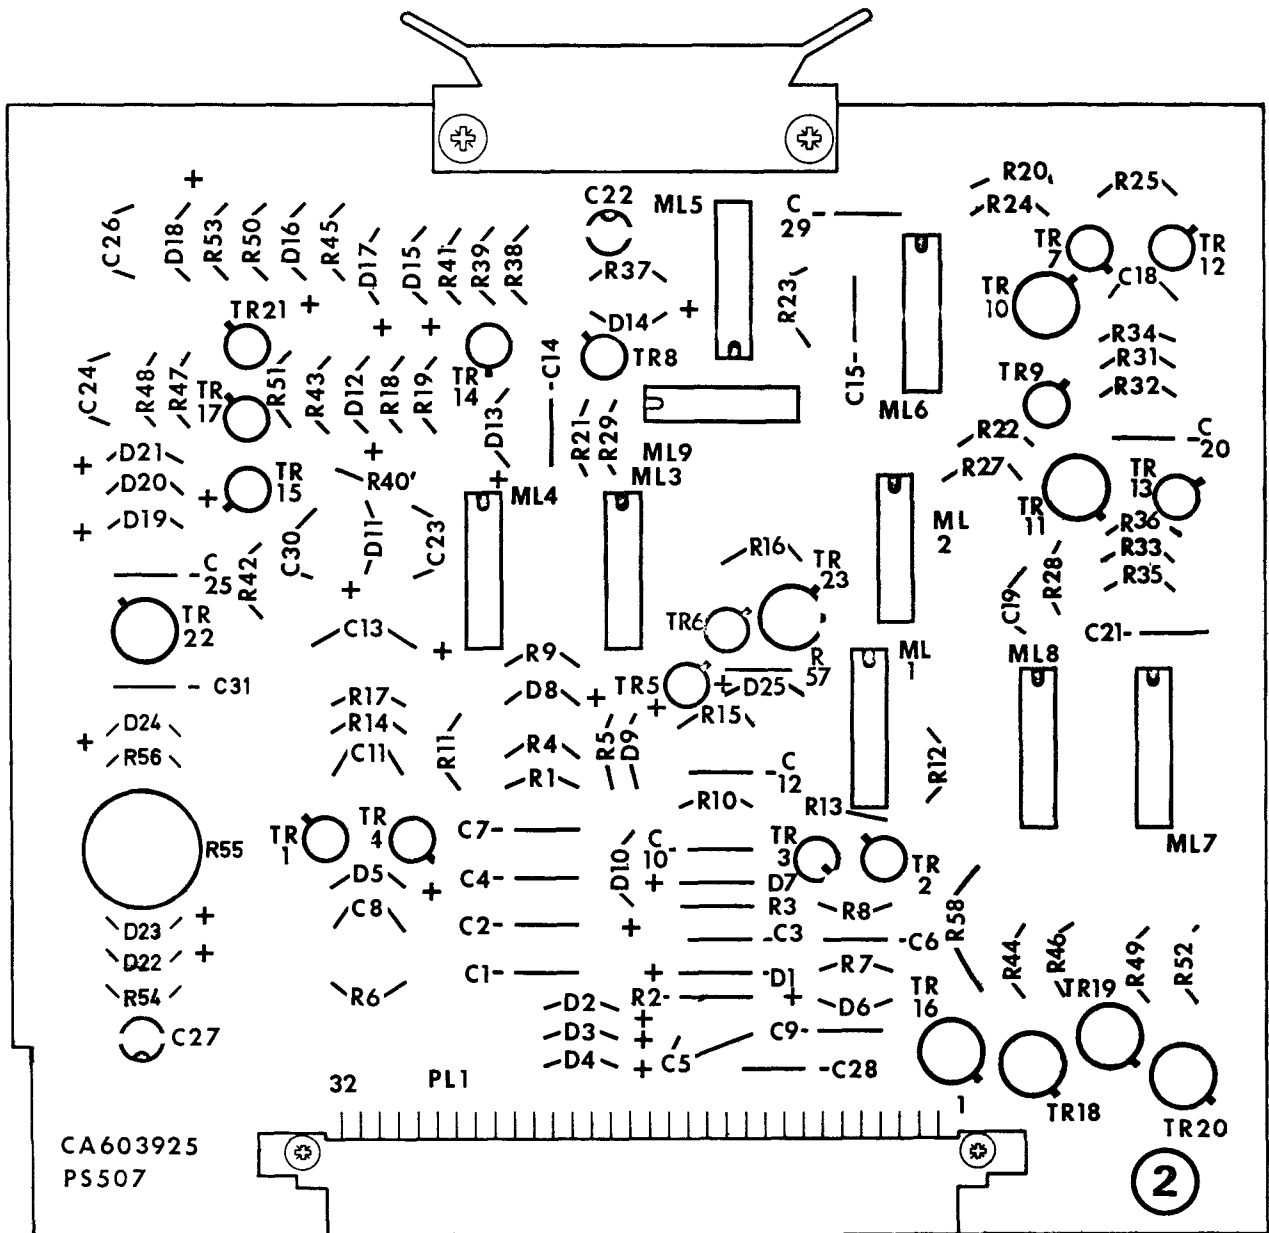 C22
ML5
C
29
R20
R24
R25
C26
D18
R53
R50
D16
R45
D17
D15
R41
R39
R38
R37
D14
R23
TR
7
TR
12
C18
TR
10
TR21
TR8
C14
C15
ML6
R34
R31
R32
TR9
C24
R48
R47
TR
17
R51
R43
D12
R18
R19
TR
14
D13
R21
R29
ML9
ML3
R22
R27
C
20
D21
D20
D19
TR
15
R40
ML4
TR
11
TR
13
R36
R33
R35
C
25
R42
C30
D11
C23
R16
TR
23
ML
2
C19
R28
C21
TR
22
C13
TR6
R
57
ML
1
ML8
R9
D8
TR5
D25
C31
R17
R14
C11
R11
R4
R1
R5
D9
R15
R12
D24
R56
C
12
R10
R13
R55
TR
1
TR
4
C7
C
10
TR
3
TR
2
ML7
D5
C8
C4
D10
D7
R3
R8
R58
D23
D22
R54
C2
C3
C6
R44
R46
R49
R52
C1
D1
R7
R6
D2
R2
D6
TR
16
TR19
C27
D3
D4
C5
C9
C28
32
PL1
1
TR18
TR20
CA603925
PS507
2